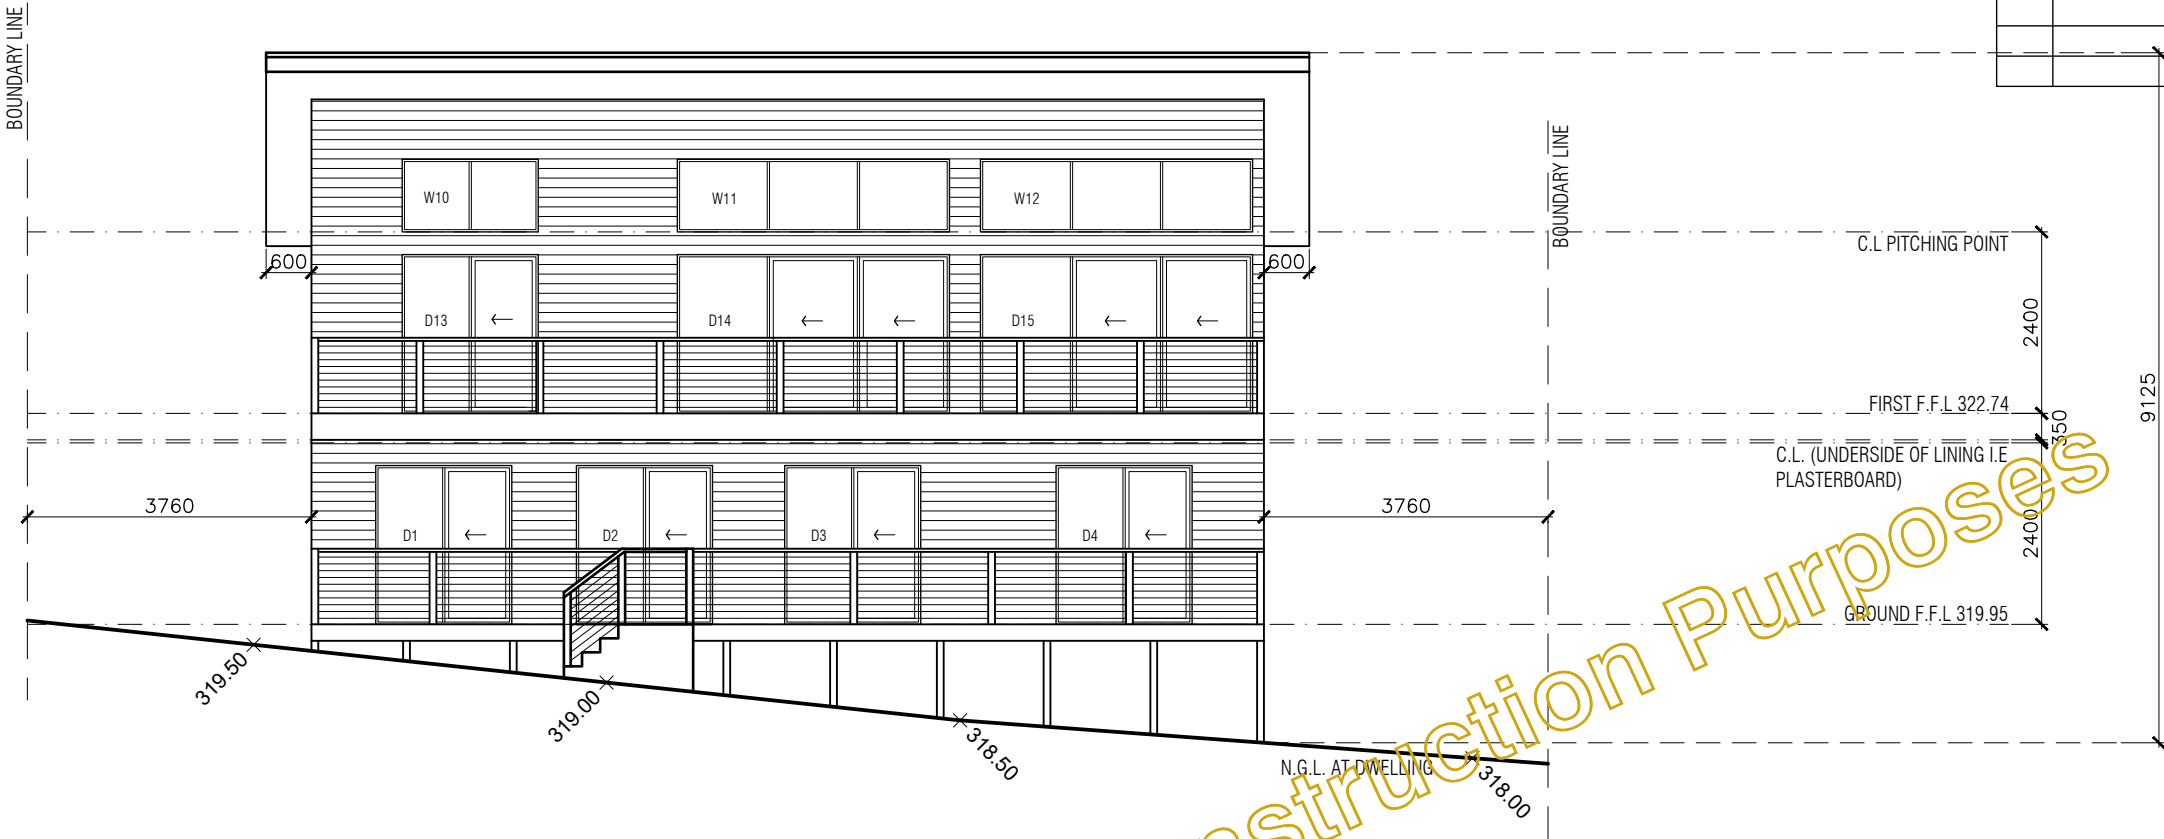 BOUNDARY LINE
BOUNDARY LINE
W10
W11
W12
C.L PITCHING POINT
600
600
D13
D14
D15
2400
9125
FIRST F.F.L 322.74
350
C.L. (UNDERSIDE OF LINING I.E
PLASTERBOARD)
3760
3760
D1
D2
D3
D4
2400
GROUND F.F.L 319.95
319.50
319.00
318.50
318.00
N.G.L. AT DWELLING
nstruction Purposes